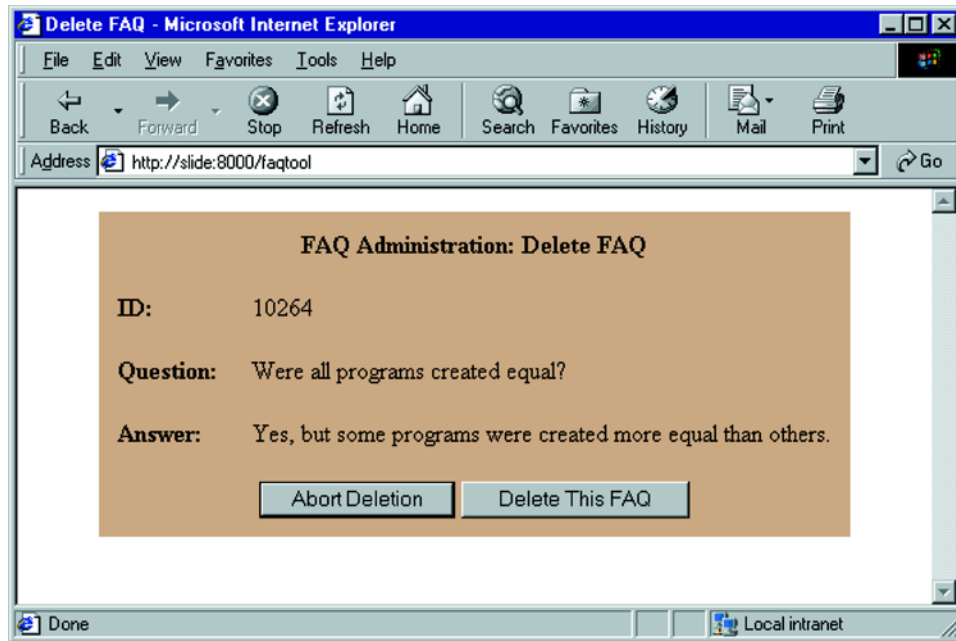 Delete FAQ - Microsoft Internet Explorer
File Edit View Favorites Tools Help
Back Forward Stop Refresh Home Search Favorites History Mail Print
Address http://slide:8000/faqtool Go
FAQ Administration: Delete FAQ
ID: 10264
Question: Were all programs created equal?
Answer: Yes, but some programs were created more equal than others.
Abort Deletion Delete This FAQ
Done Local intranet